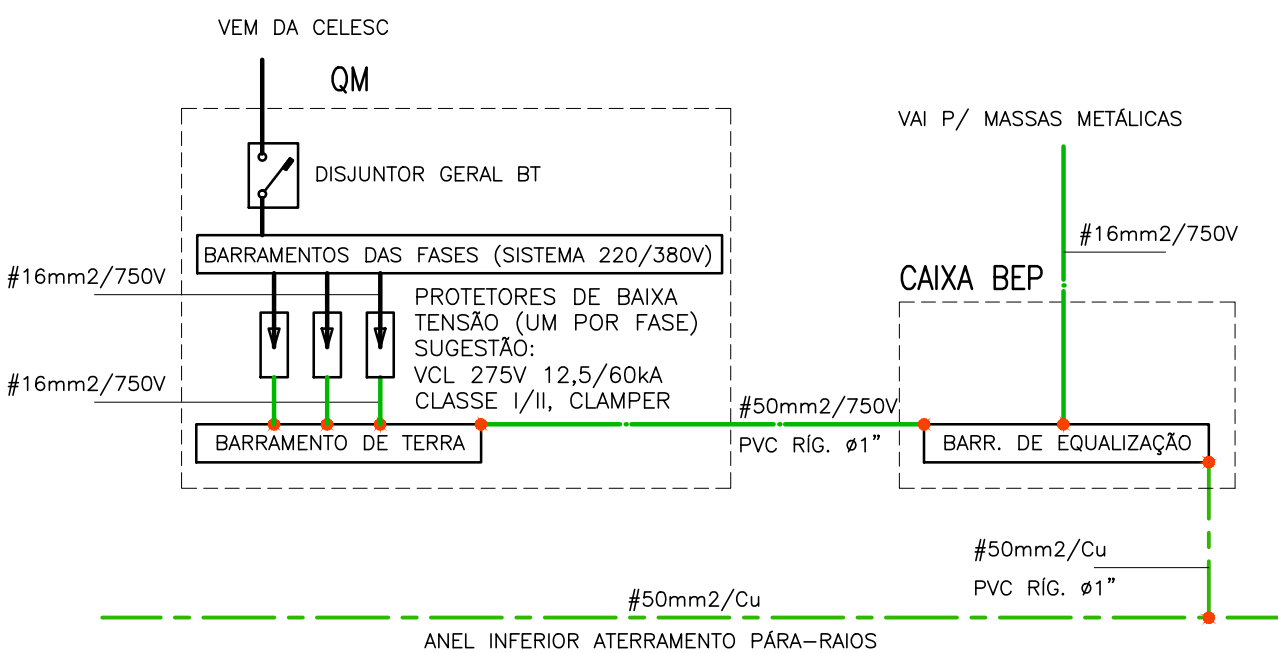 VEM DA CELESC
QM
DISJUNTOR GERAL BT
BARRAMENTOS DAS FASES (SISTEMA 220/380V)
#16mm2/750V
PROTETORES DE BAIXA
TENSÃO (UM POR FASE)
SUGESTÃO:
VCL 275V 12,5/60kA
CLASSE I/II, CLAMPER
#16mm2/750V
BARRAMENTO DE TERRA
#50mm2/750V
PVC RÍG. ø1”
VAI P/ MASSAS METÁLICAS
#16mm2/750V
CAIXA BEP
BARR. DE EQUALIZAÇÃO
#50mm2/Cu
PVC RÍG. ø1”
#50mm2/Cu
ANEL INFERIOR ATERRAMENTO PÁRA-RAIOS